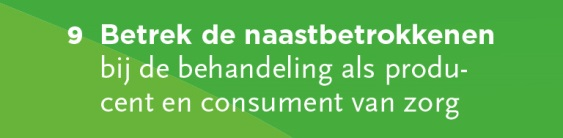 9 Betrek de naastbetrokkenen
bij de behandeling als produ-
cent en consument van zorg